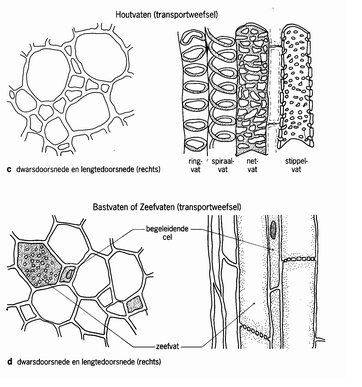 Houtvaten (transportweefsel)
ring-
vat
spiraal-
vat
net-
vat
stippel-
vat
c dwarsdoorsnede en lengtedoorsnede (rechts)
Bastvaten of Zeefvaten (transportweefsel)
begeleidende
cel
zeefvat
d dwarsdoorsnede en lengtedoorsnede (rechts)